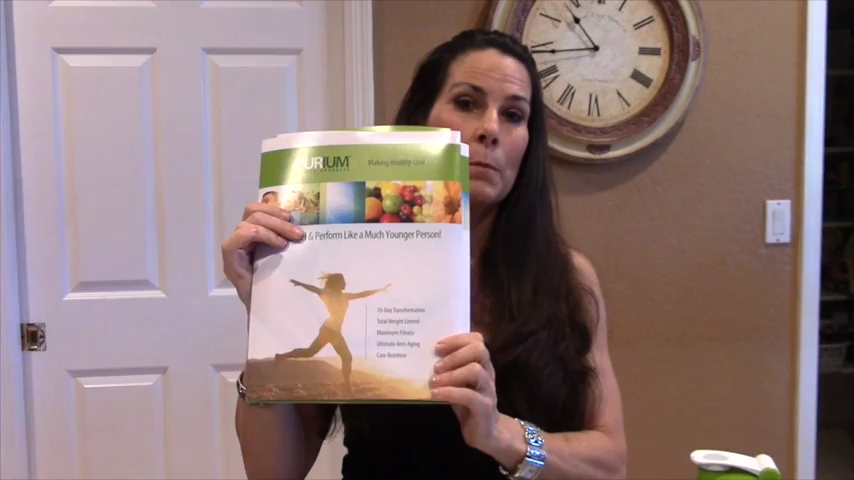 URIUM
Making Healthy Live!
& Perform Like a Much Younger Person!
10-Day Transformation
Total Weight Control
Maximum Fitness
Ultimate Anti-Aging
Core Nutrition